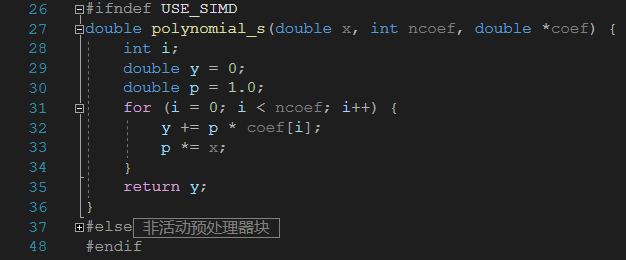 26 #ifndef USE_SIMD
27 double polynomial_s(double x, int ncoef, double *coef) {
28 int i;
29 double y = 0;
30 double p = 1.0;
31 for (i = 0; i < ncoef; i++) {
32 y += p * coef[i];
33 p *= x;
34 }
35 return y;
36 }
37 #else 非活动预处理器块
48 #endif